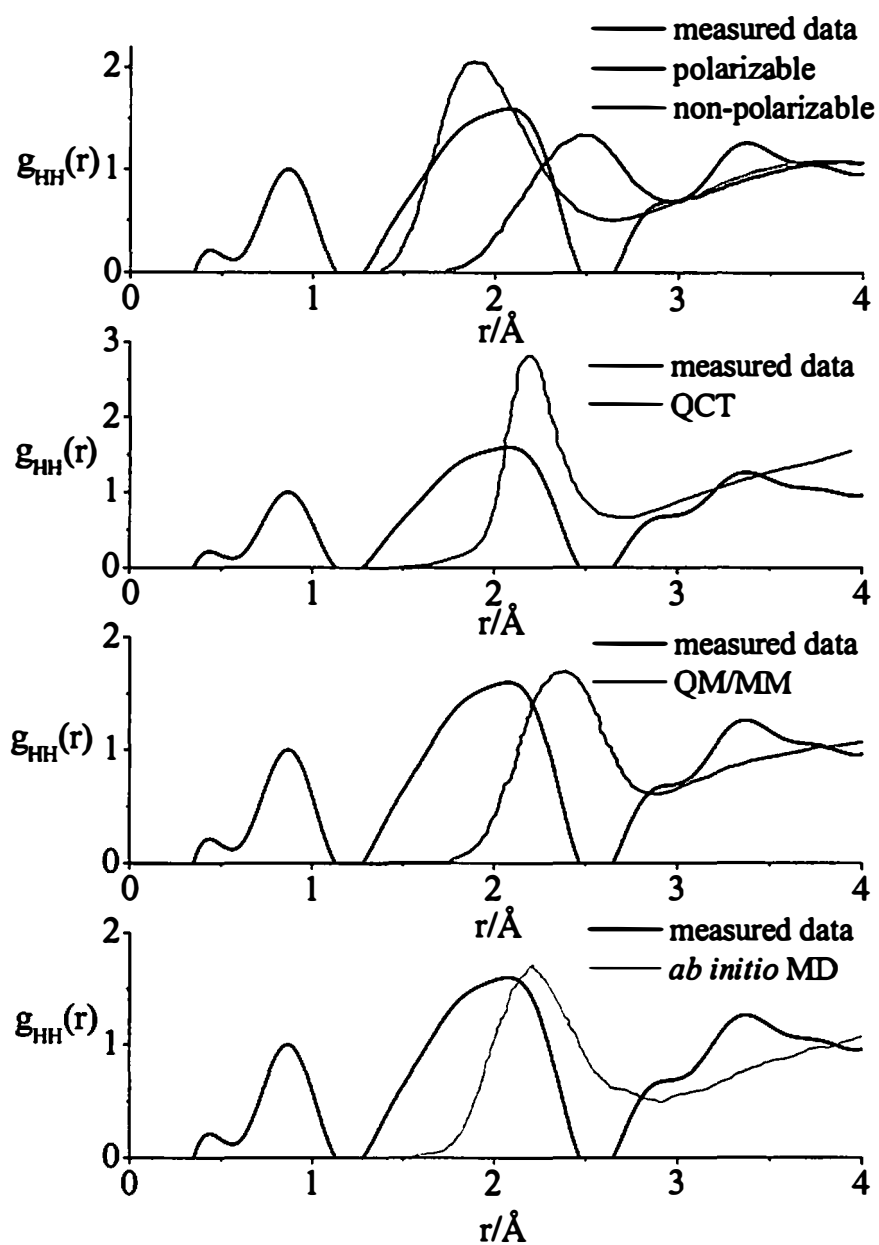 measured data
polarizable
non-polarizable
g_HH(r)
2
1
0
0 1 2 3 4
r/Å
measured data
QCT
g_HH(r)
3
2
1
0
0 1 2 3 4
r/Å
measured data
QM/MM
g_HH(r)
2
1
0
0 1 2 3 4
r/Å
measured data
ab initio MD
g_HH(r)
2
1
0
0 1 2 3 4
r/Å